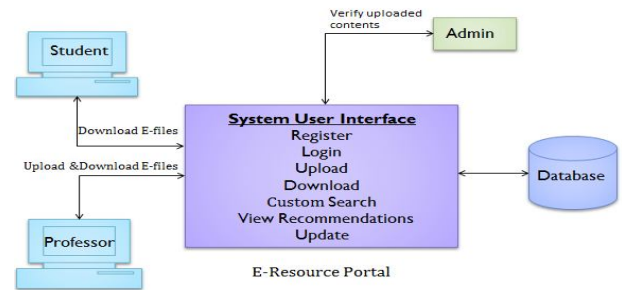 Verify uploaded
contents
Admin
Student
System User Interface
Register
Login
Upload
Download
Custom Search
View Recommendations
Update
Download E-files
Upload &Download E-files
Database
Professor
E-Resource Portal